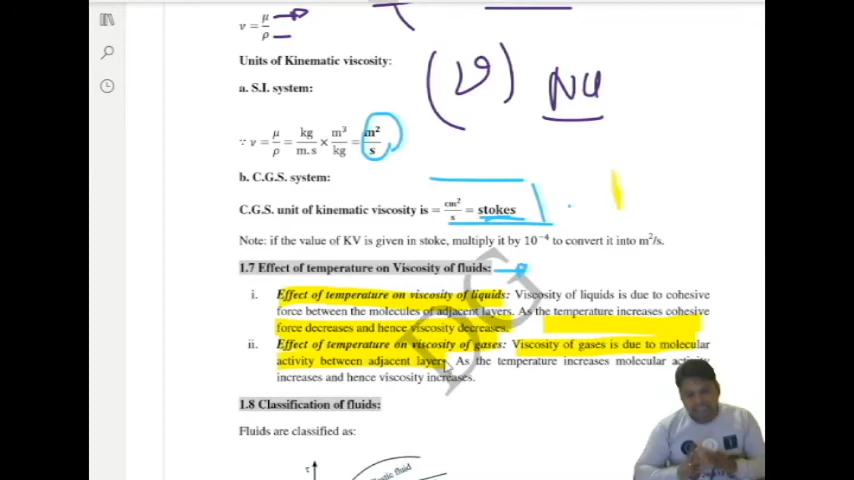 ν = μ/ρ
(ν) Nu
Units of Kinematic viscosity:
a. S.I. system:
∵ ν = μ/ρ = kg/m.s × m³/kg = m²/s
b. C.G.S. system:
C.G.S. unit of kinematic viscosity is = cm²/s = stokes
Note: if the value of KV is given in stoke, multiply it by 10⁻⁴ to convert it into m²/s.
1.7 Effect of temperature on Viscosity of fluids:
i. Effect of temperature on viscosity of liquids: Viscosity of liquids is due to cohesive
force between the molecules of adjacent layers. As the temperature increases cohesive
force decreases and hence viscosity decreases.
ii. Effect of temperature on viscosity of gases: Viscosity of gases is due to molecular
activity between adjacent layers. As the temperature increases molecular activity
increases and hence viscosity increases.
1.8 Classification of fluids:
Fluids are classified as:
τ
fluid
DG